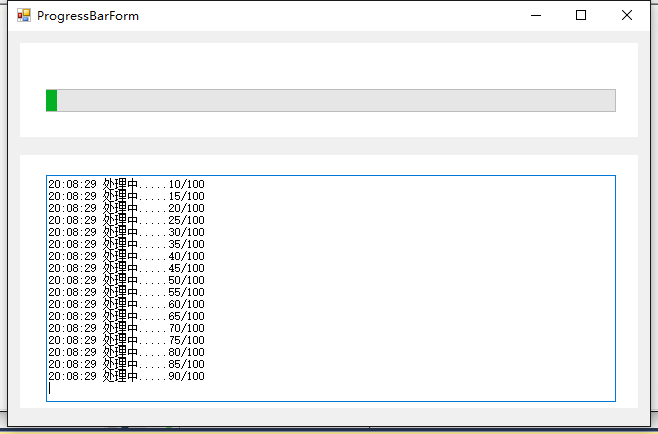 ProgressBarForm
20:08:29 处理中.....10/100
20:08:29 处理中.....15/100
20:08:29 处理中.....20/100
20:08:29 处理中.....25/100
20:08:29 处理中.....30/100
20:08:29 处理中.....35/100
20:08:29 处理中.....40/100
20:08:29 处理中.....45/100
20:08:29 处理中.....50/100
20:08:29 处理中.....55/100
20:08:29 处理中.....60/100
20:08:29 处理中.....65/100
20:08:29 处理中.....70/100
20:08:29 处理中.....75/100
20:08:29 处理中.....80/100
20:08:29 处理中.....85/100
20:08:29 处理中.....90/100